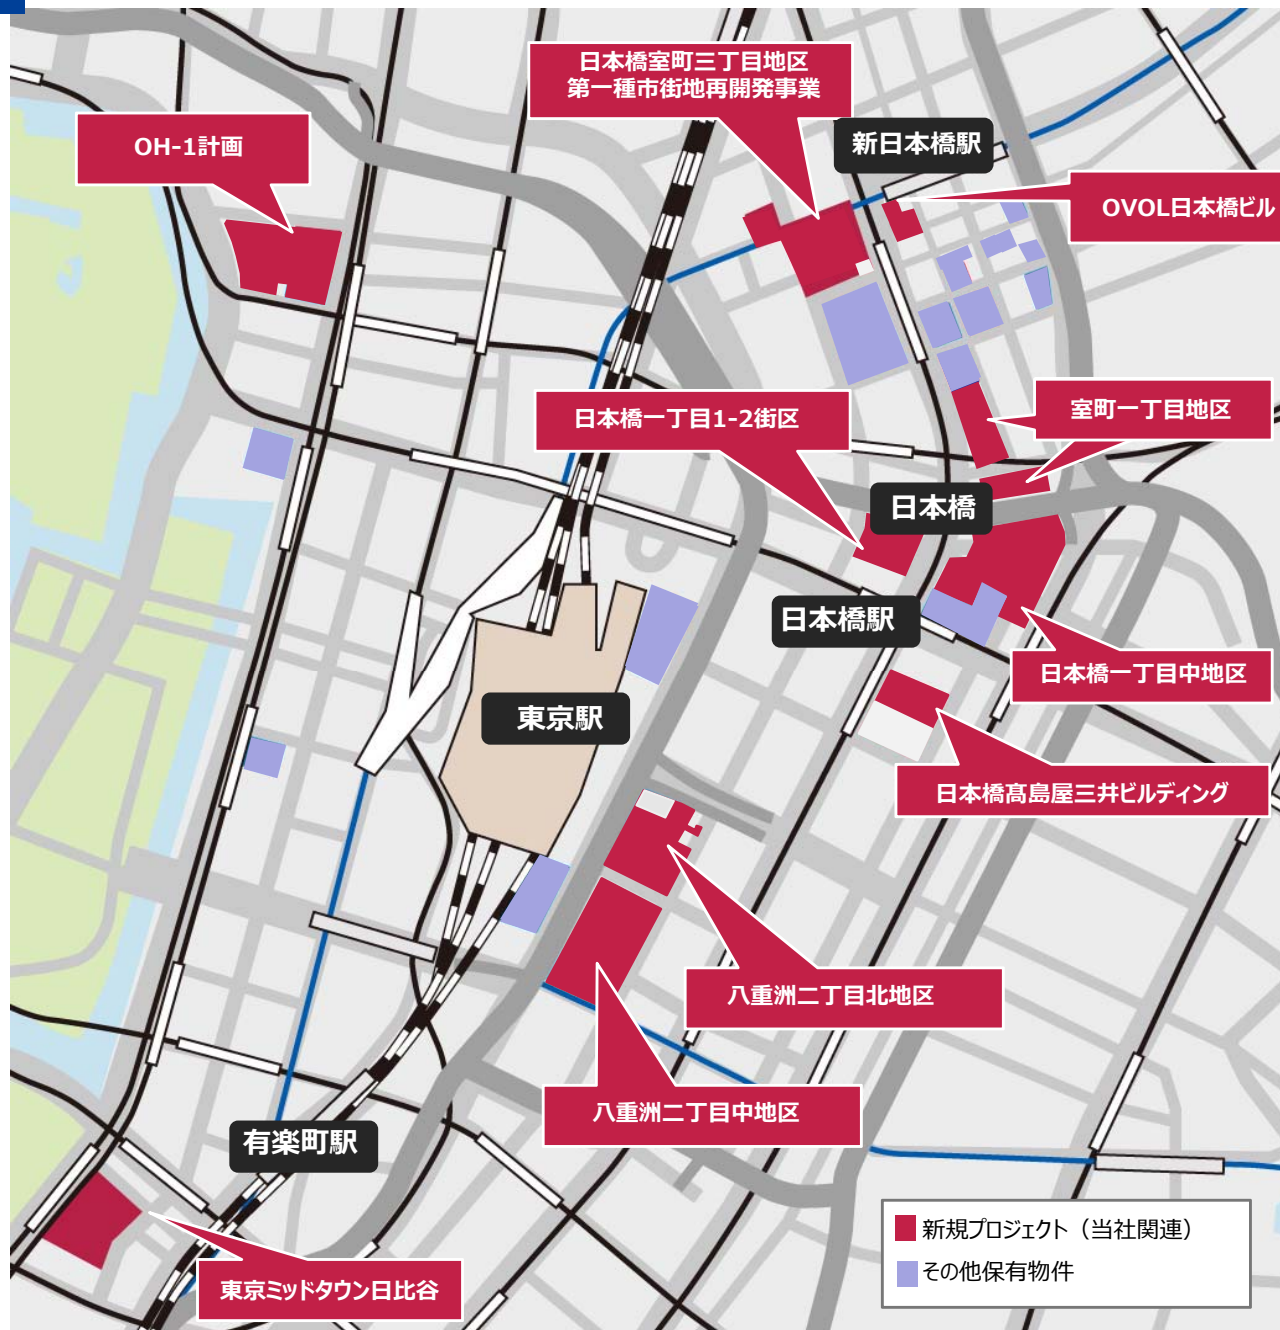 日本橋室町三丁目地区
第一種市街地再開発事業
新日本橋駅
OH-1計画
OVOL日本橋ビル
日本橋一丁目1-2街区
室町一丁目地区
日本橋
日本橋駅
日本橋一丁目中地区
東京駅
日本橋髙島屋三井ビルディング
八重洲二丁目北地区
八重洲二丁目中地区
有楽町駅
東京ミッドタウン日比谷
新規プロジェクト（当社関連）
その他保有物件